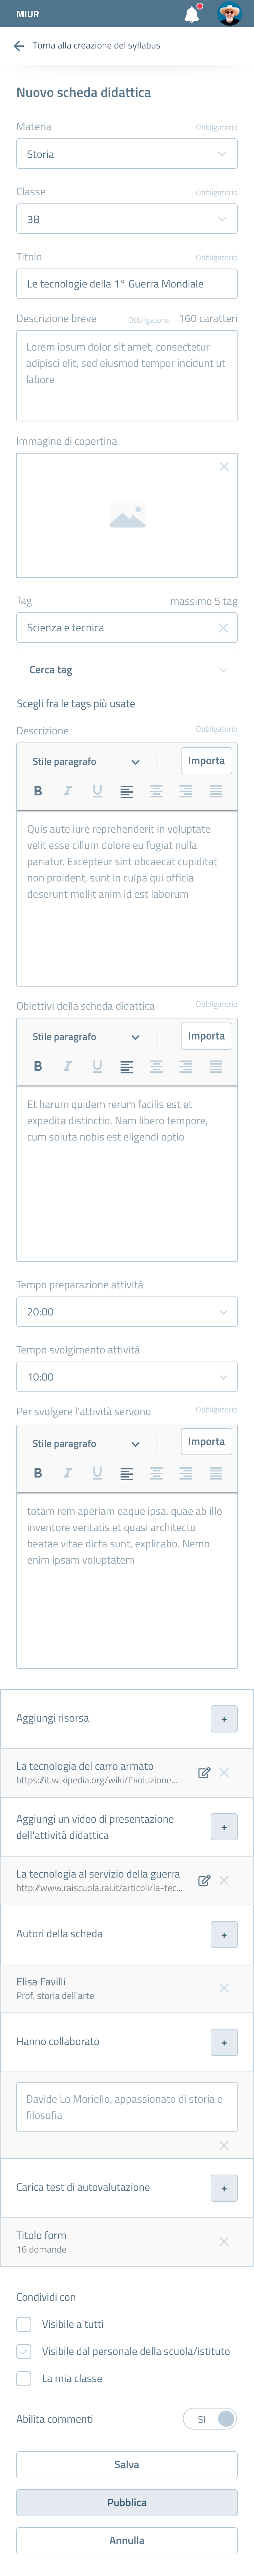 MIUR
Torna alla creazione del syllabus
Nuovo scheda didattica
Materia Obbligatorio
Storia
Classe Obbligatorio
3B
Titolo Obbligatorio
Le tecnologie della 1° Guerra Mondiale
Descrizione breve Obbligatorio 160 caratteri
Lorem ipsum dolor sit amet, consectetur
adipisci elit, sed eiusmod tempor incidunt ut
labore
Immagine di copertina
Tag massimo 5 tag
Scienza e tecnica
Cerca tag
Scegli fra le tags più usate
Descrizione Obbligatorio
Stile paragrafo Importa
B I U
Quis aute iure reprehenderit in voluptate
velit esse cillum dolore eu fugiat nulla
pariatur. Excepteur sint obcaecat cupiditat
non proident, sunt in culpa qui officia
deserunt mollit anim id est laborum
Obiettivi della scheda didattica Obbligatorio
Stile paragrafo Importa
B I U
Et harum quidem rerum facilis est et
expedita distinctio. Nam libero tempore,
cum soluta nobis est eligendi optio
Tempo preparazione attività
20:00
Tempo svolgimento attività
10:00
Per svolgere l'attività servono Obbligatorio
Stile paragrafo Importa
B I U
totam rem aperiam eaque ipsa, quae ab illo
inventore veritatis et quasi architecto
beatae vitae dicta sunt, explicabo. Nemo
enim ipsam voluptatem
Aggiungi risorsa +
La tecnologia del carro armato
https://it.wikipedia.org/wiki/Evoluzione...
Aggiungi un video di presentazione
dell'attività didattica +
La tecnologia al servizio della guerra
http://www.raiscuola.rai.it/articoli/la-tec...
Autori della scheda +
Elisa Favilli
Prof. storia dell'arte
Hanno collaborato +
Davide Lo Moriello, appassionato di storia e
filosofia
Carica test di autovalutazione +
Titolo form
16 domande
Condividi con
Visibile a tutti
Visibile dal personale della scuola/istituto
La mia classe
Abilita commenti SI
Salva
Pubblica
Annulla